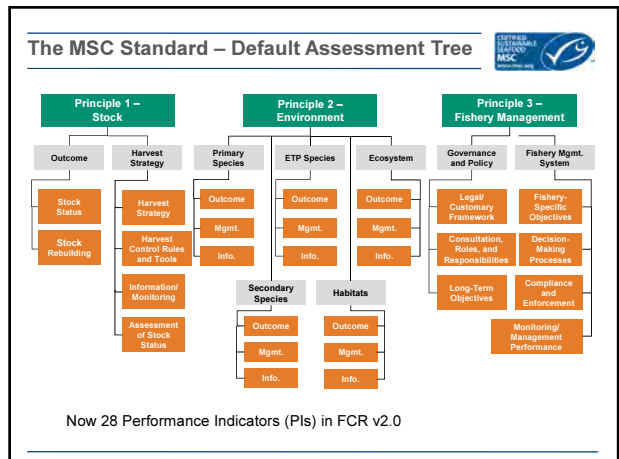 The MSC Standard – Default Assessment Tree
CERTIFIED
SUSTAINABLE
SEAFOOD
MSC
www.msc.org
Principle 1 –
Stock
Principle 2 –
Environment
Principle 3 –
Fishery Management
Outcome
Harvest
Strategy
Primary
Species
ETP Species
Ecosystem
Governance
and Policy
Fishery Mgmt.
System
Stock
Status
Stock
Rebuilding
Harvest
Strategy
Harvest
Control Rules
and Tools
Information/
Monitoring
Assessment
of Stock
Status
Outcome
Mgmt.
Info.
Outcome
Mgmt.
Info.
Outcome
Mgmt.
Info.
Secondary
Species
Habitats
Outcome
Mgmt.
Info.
Outcome
Mgmt.
Info.
Legal/
Customary
Framework
Consultation,
Roles, and
Responsibilities
Long-Term
Objectives
Fishery-
Specific
Objectives
Decision-
Making
Processes
Compliance
and
Enforcement
Monitoring/
Management
Performance
Now 28 Performance Indicators (PIs) in FCR v2.0